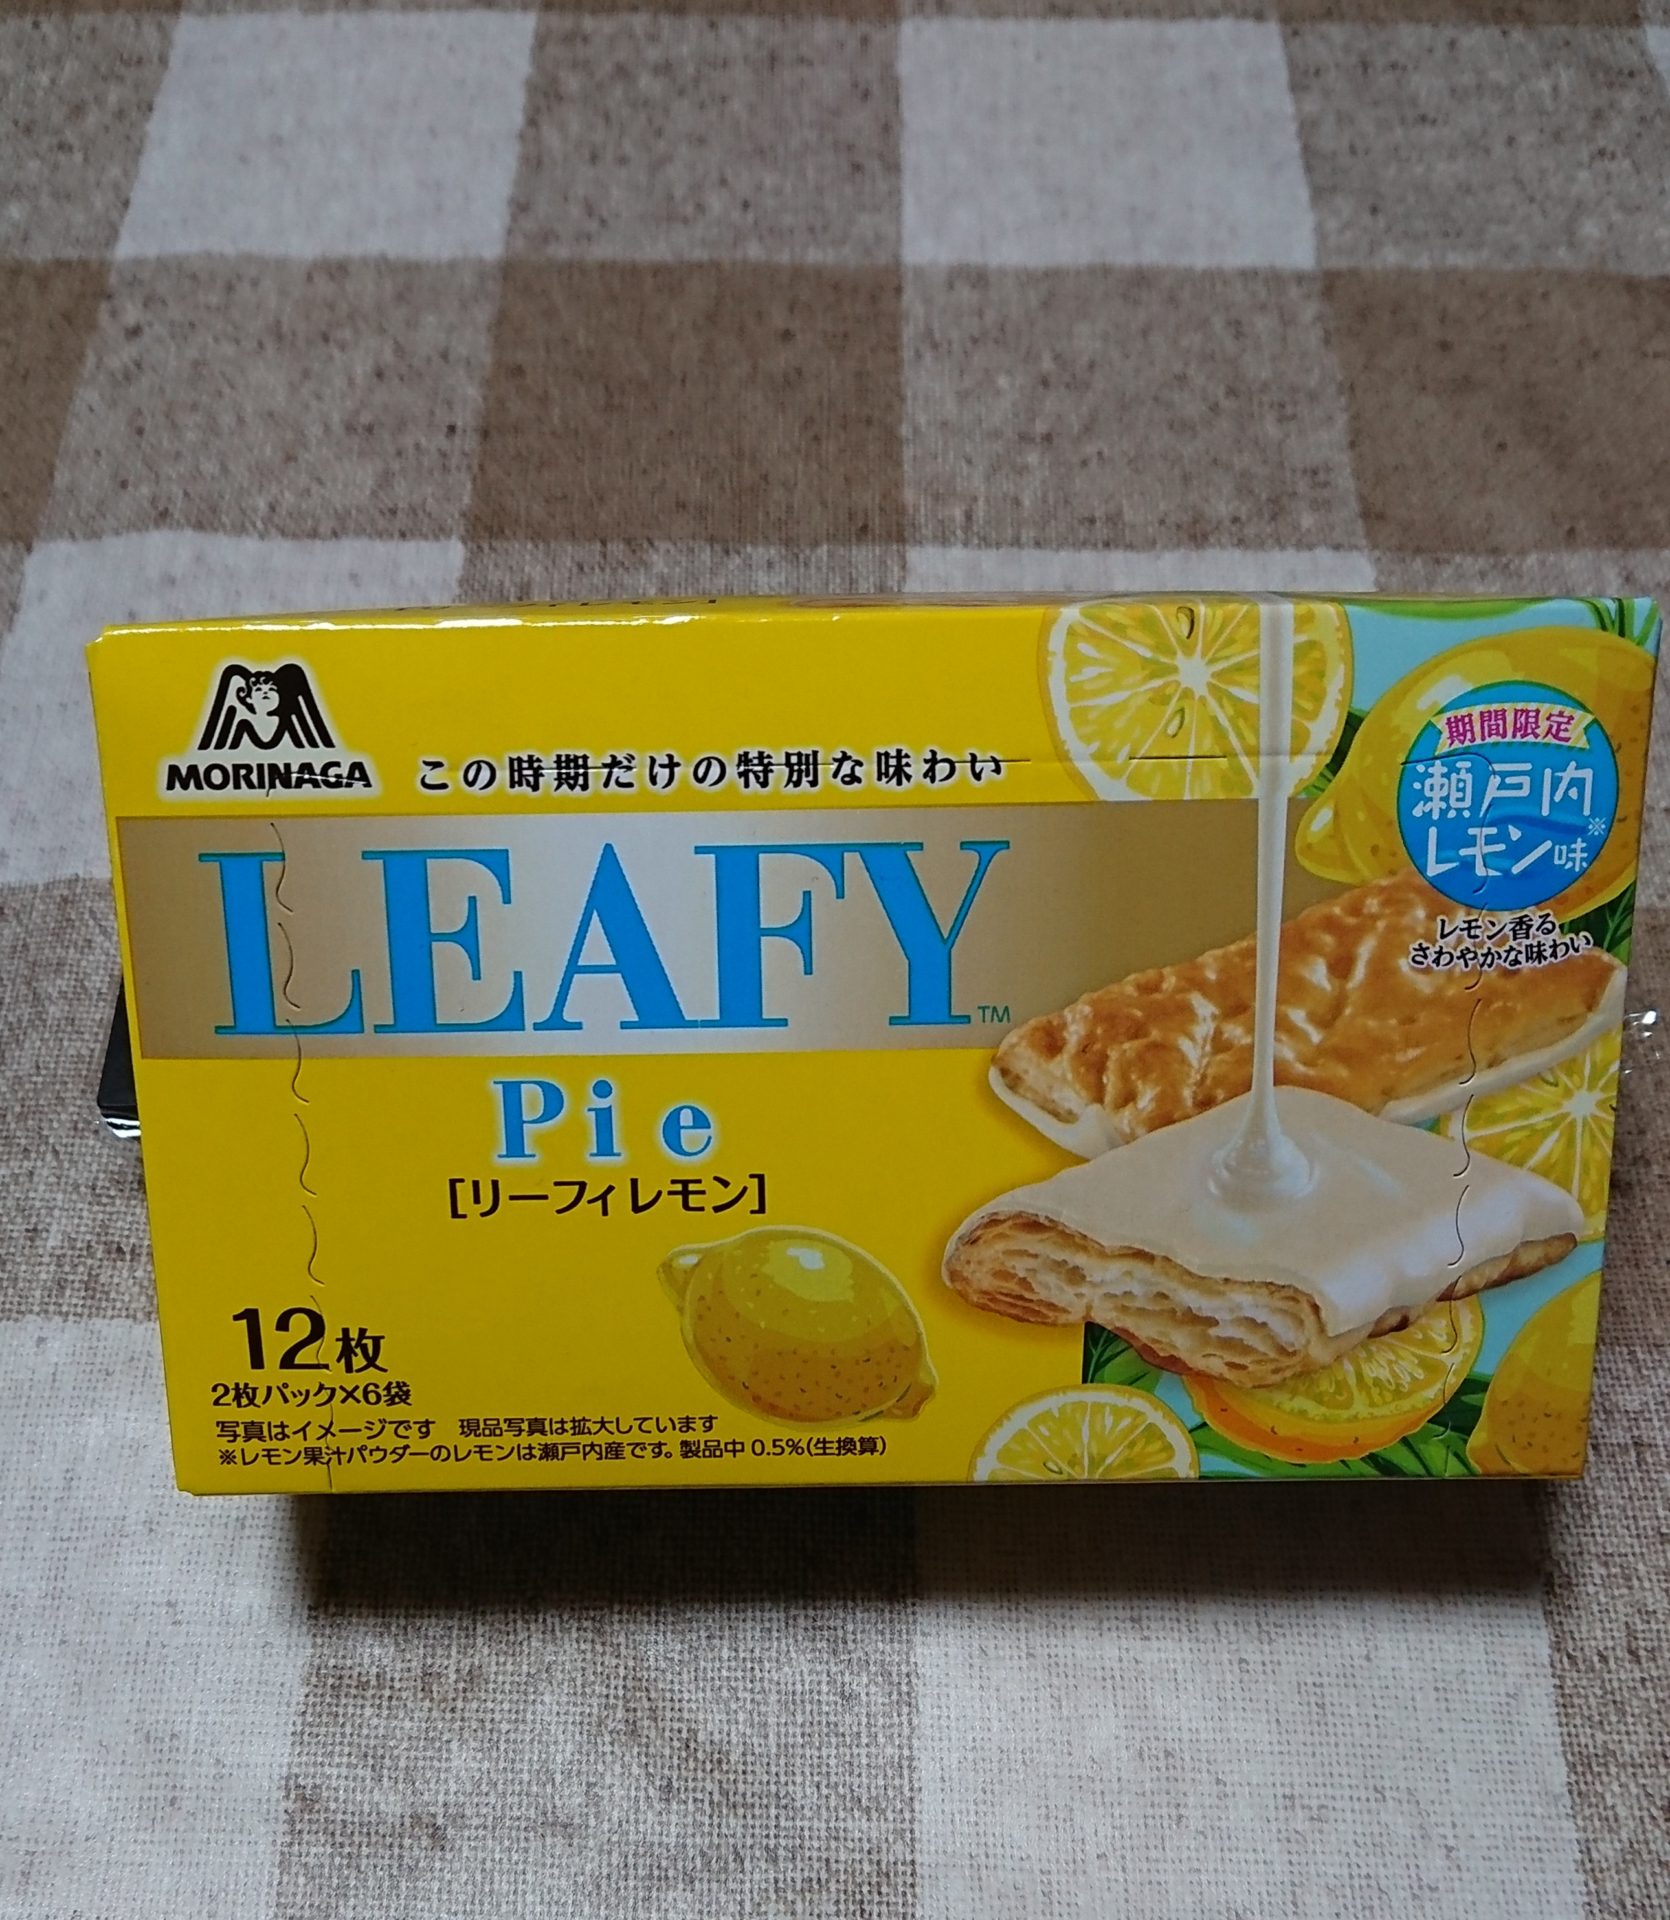 MORINAGA
この時期だけの特別な味わい
LEAFY™
Pie
[リーフィレモン]
期間限定
瀬戸内
レモン味※
レモン香る
さわやかな味わい
12枚
2枚パック×6袋
写真はイメージです　現品写真は拡大しています
※レモン果汁パウダーのレモンは瀬戸内産です。製品中0.5%(生換算)